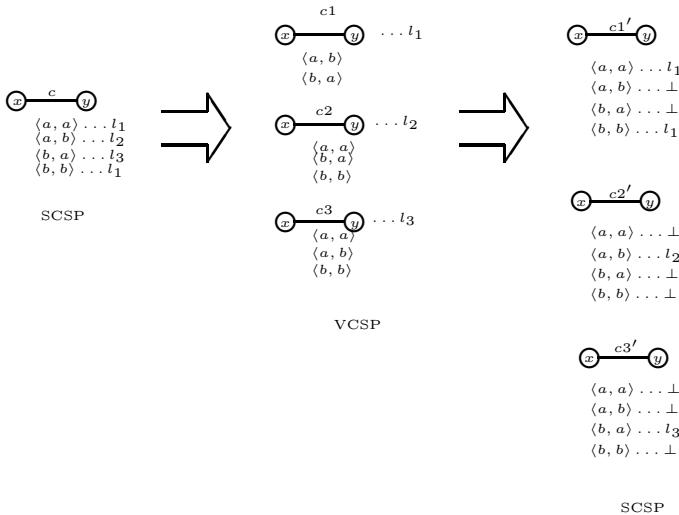 c
x y
⟨a, a⟩ . . . l1
⟨a, b⟩ . . . l2
⟨b, a⟩ . . . l3
⟨b, b⟩ . . . l1
SCSP
c1
x y . . . l1
⟨a, b⟩
⟨b, a⟩
c2
x y . . . l2
⟨a, a⟩
⟨b, a⟩
⟨b, b⟩
c3
x y . . . l3
⟨a, a⟩
⟨a, b⟩
⟨b, b⟩
VCSP
c1′
x y
⟨a, a⟩ . . . l1
⟨a, b⟩ . . . ⊥
⟨b, a⟩ . . . ⊥
⟨b, b⟩ . . . l1
c2′
x y
⟨a, a⟩ . . . ⊥
⟨a, b⟩ . . . l2
⟨b, a⟩ . . . ⊥
⟨b, b⟩ . . . ⊥
c3′
x y
⟨a, a⟩ . . . ⊥
⟨a, b⟩ . . . ⊥
⟨b, a⟩ . . . l3
⟨b, b⟩ . . . ⊥
SCSP